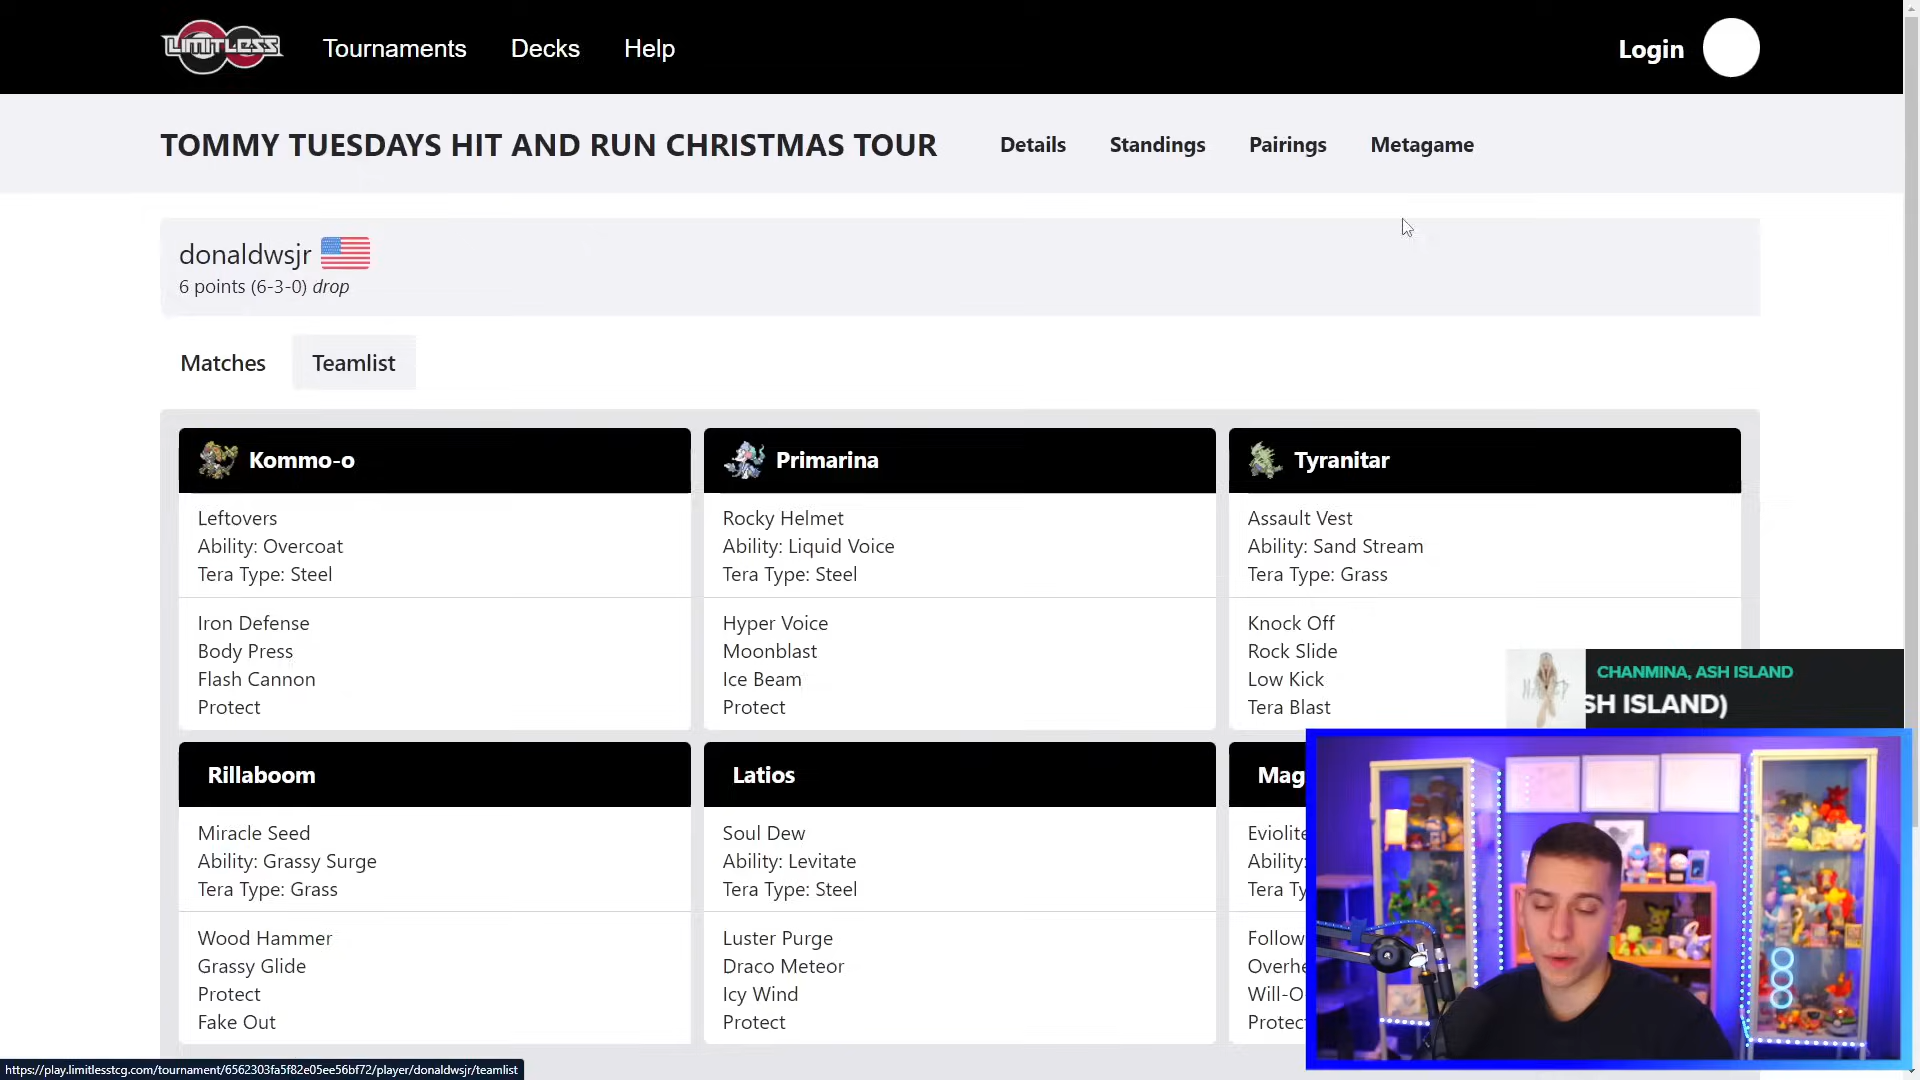 LIMITLESS
Tournaments
Decks
Help
Login
TOMMY TUESDAYS HIT AND RUN CHRISTMAS TOUR
Details
Standings
Pairings
Metagame
donaldwsjr
6 points (6-3-0) drop
Matches
Teamlist
Kommo-o
Leftovers
Ability: Overcoat
Tera Type: Steel
Iron Defense
Body Press
Flash Cannon
Protect
Primarina
Rocky Helmet
Ability: Liquid Voice
Tera Type: Steel
Hyper Voice
Moonblast
Ice Beam
Protect
Tyranitar
Assault Vest
Ability: Sand Stream
Tera Type: Grass
Knock Off
Rock Slide
Low Kick
Tera Blast
CHANMINA, ASH ISLAND
SH ISLAND)
Rillaboom
Miracle Seed
Ability: Grassy Surge
Tera Type: Grass
Wood Hammer
Grassy Glide
Protect
Fake Out
Latios
Soul Dew
Ability: Levitate
Tera Type: Steel
Luster Purge
Draco Meteor
Icy Wind
Protect
Mag
Eviolite
Ability:
Tera Ty
Follow
Overhe
Will-O
Protec
https://play.limitlesstcg.com/tournament/6562303fa5f82e05ee56bf72/player/donaldwsjr/teamlist